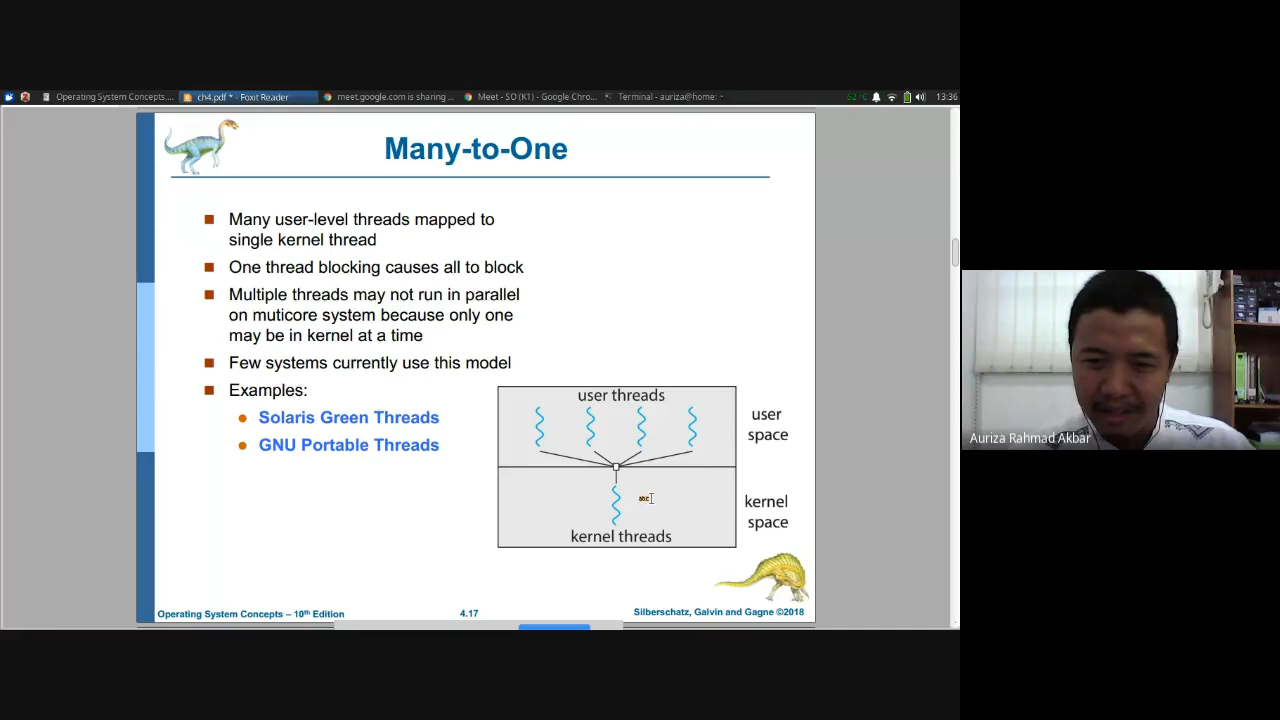 Operating System Concepts....
ch4.pdf * - Foxit Reader
meet.google.com is sharing ...
Meet - SO (K1) - Google Chro...
Terminal - auriza@home: ~
62°C
13:36
Many-to-One
Many user-level threads mapped to
single kernel thread
One thread blocking causes all to block
Multiple threads may not run in parallel
on muticore system because only one
may be in kernel at a time
Few systems currently use this model
Examples:
Solaris Green Threads
GNU Portable Threads
user threads
user
space
kernel
space
kernel threads
Operating System Concepts – 10th Edition
4.17
Silberschatz, Galvin and Gagne ©2018
Auriza Rahmad Akbar